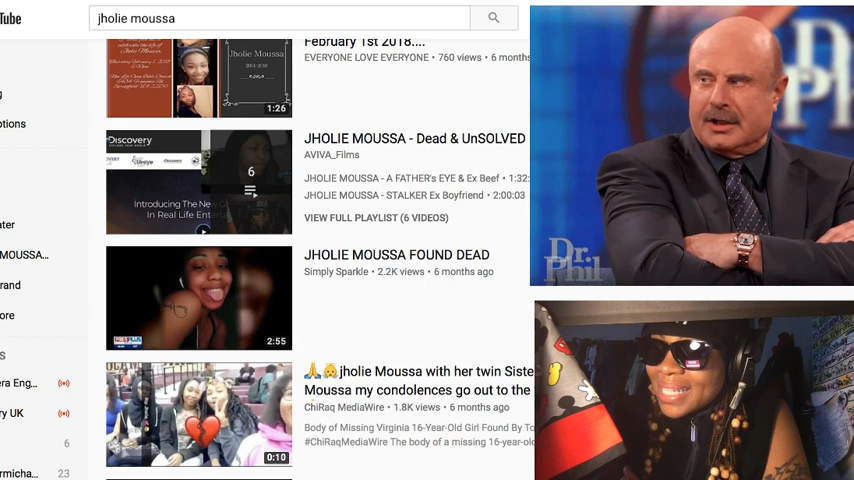 Tube
jholie moussa
February 1st 2018....
EVERYONE LOVE EVERYONE • 760 views • 6 months
Jholie Moussa
2001-2018
1:26
ptions
JHOLIE MOUSSA - Dead & UnSOLVED
AVIVA_Films
JHOLIE MOUSSA - A FATHER's EYE & Ex Beef • 1:32:
JHOLIE MOUSSA - STALKER Ex Boyfriend • 2:00:03
VIEW FULL PLAYLIST (6 VIDEOS)
Discovery
6
Introducing The New
In Real Life Enter
ater
MOUSSA...
rand
ore
JHOLIE MOUSSA FOUND DEAD
Simply Sparkle • 2.2K views • 6 months ago
2:55
S
era Eng...
ry UK
6
rmicha...
23
🙏👧jholie Moussa with her twin Siste
Moussa my condolences go out to the
ChiRaq MediaWire • 1.8K views • 6 months ago
Body of Missing Virginia 16-Year-Old Girl Found By To
#ChiRaqMediaWire The body of a missing 16-year-old
0:10
Dr.
Phil